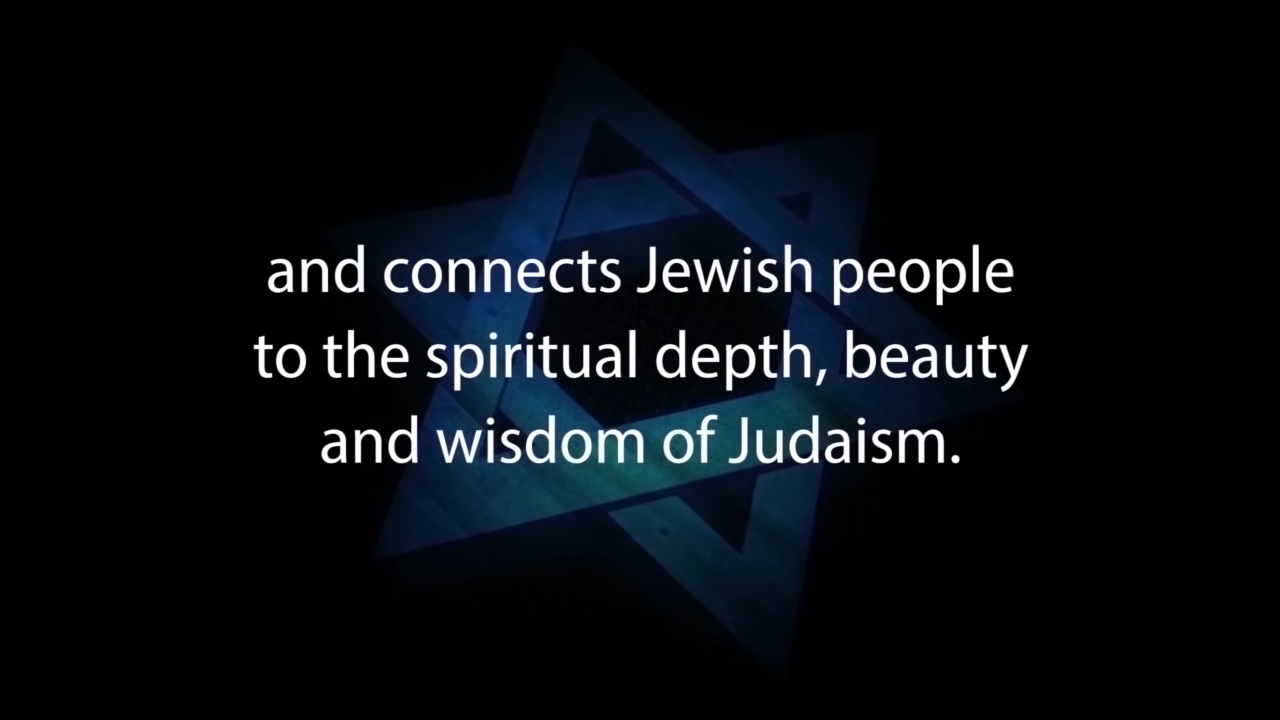 and connects Jewish people
to the spiritual depth, beauty
and wisdom of Judaism.